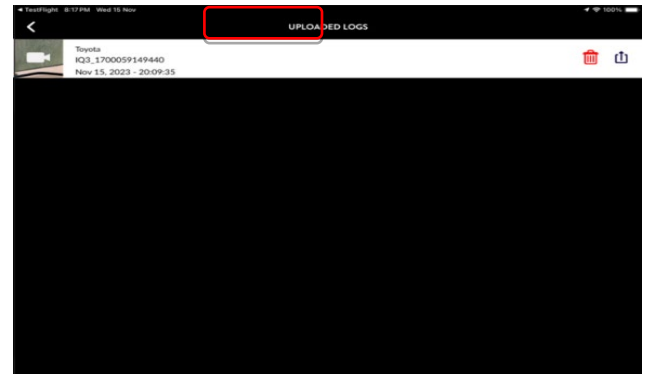 TestFlight 8:17 PM Wed 15 Nov 100%
UPLOADED LOGS
Toyota
IQ3_1700059149440
Nov 15, 2023 - 20:09:35